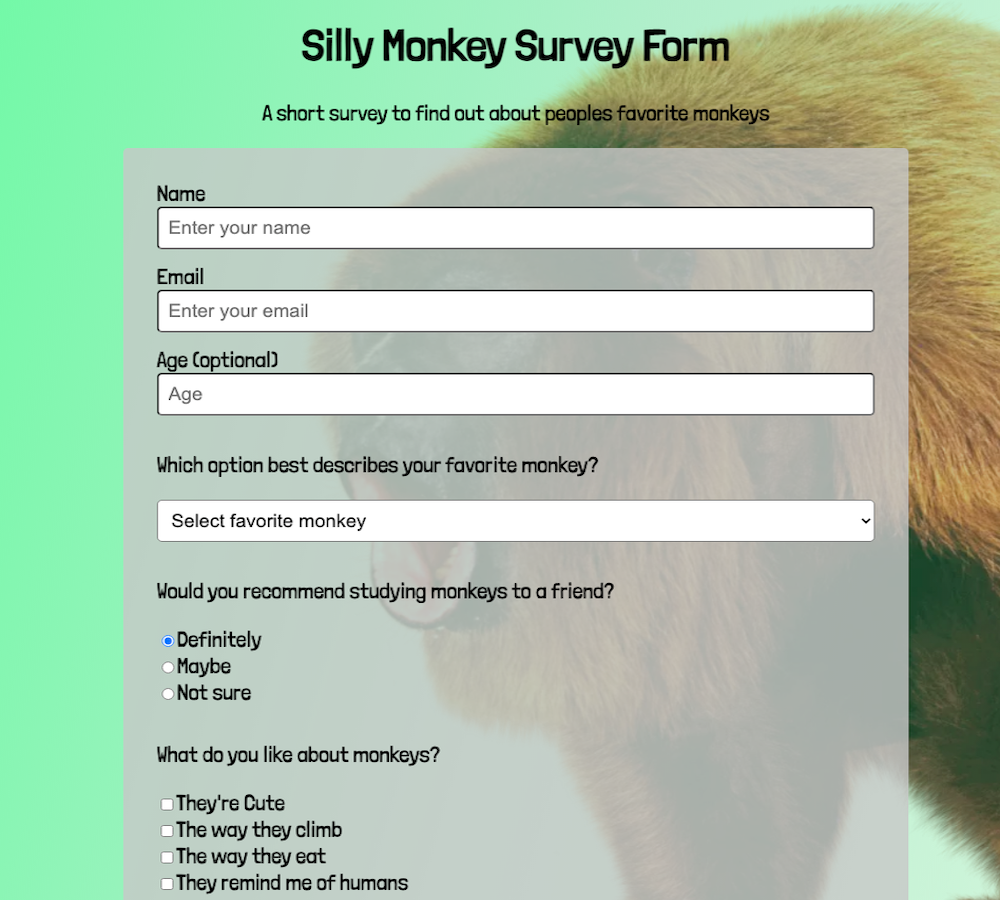 Silly Monkey Survey Form
A short survey to find out about peoples favorite monkeys
Name
Enter your name
Email
Enter your email
Age (optional)
Age
Which option best describes your favorite monkey?
Select favorite monkey
Would you recommend studying monkeys to a friend?
Definitely
Maybe
Not sure
What do you like about monkeys?
They're Cute
The way they climb
The way they eat
They remind me of humans